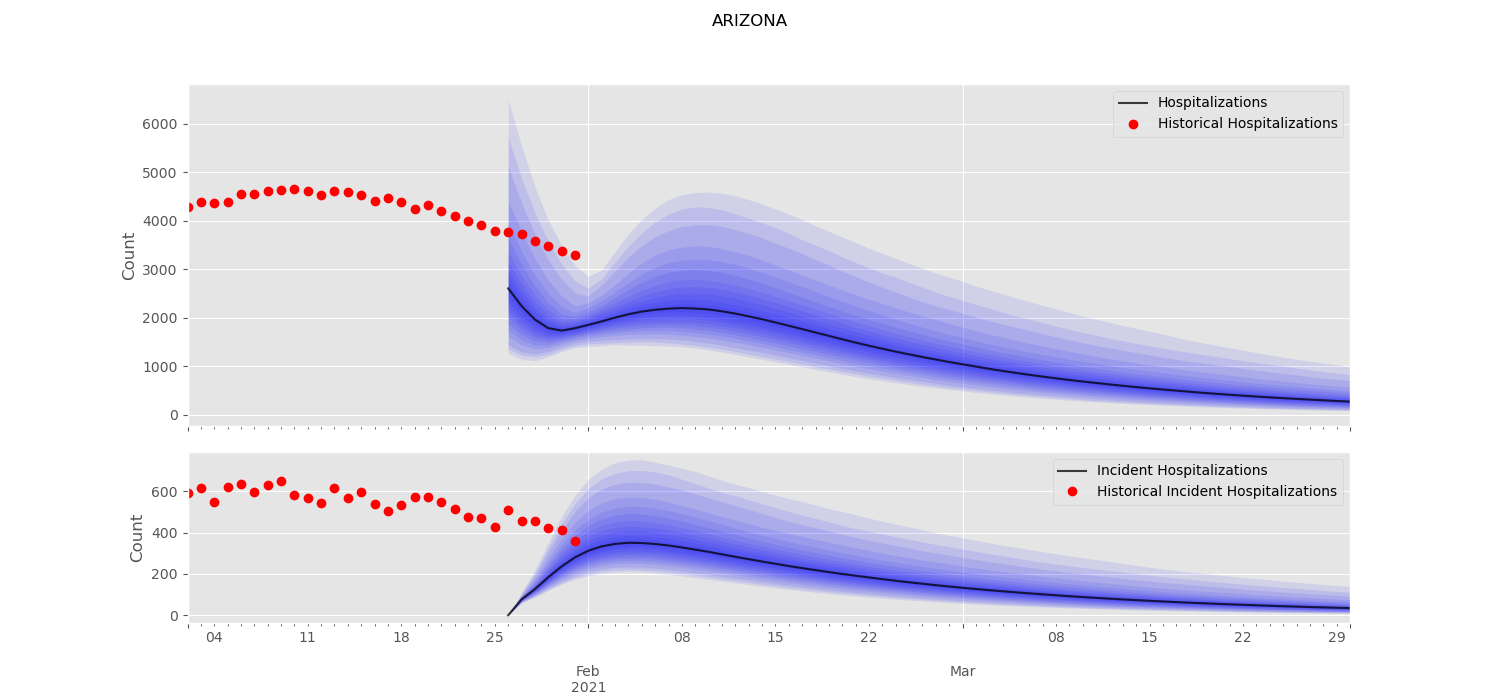 ARIZONA
Hospitalizations
Historical Hospitalizations
6000
5000
4000
3000
2000
1000
0
Count
Incident Hospitalizations
Historical Incident Hospitalizations
600
400
200
0
Count
04 11 18 25 08 15 22 08 15 22 29
Feb Mar
2021